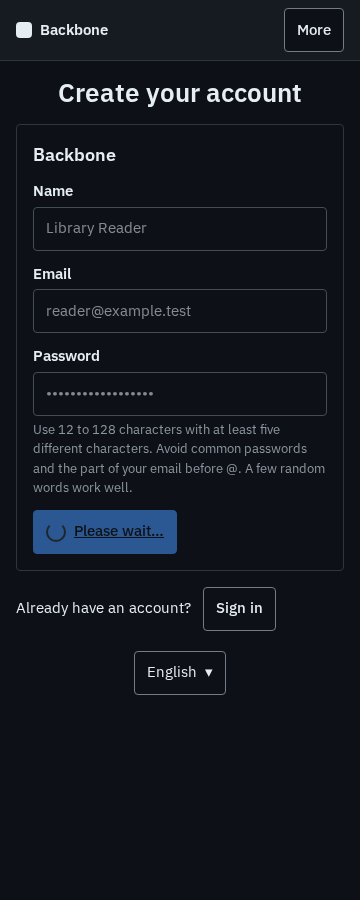 Backbone
More
Create your account
Backbone
Name
Library Reader
Email
reader@example.test
Password
••••••••••••••••••
Use 12 to 128 characters with at least five
different characters. Avoid common passwords
and the part of your email before @. A few random
words work well.
Please wait…
Already have an account?
Sign in
English ▾